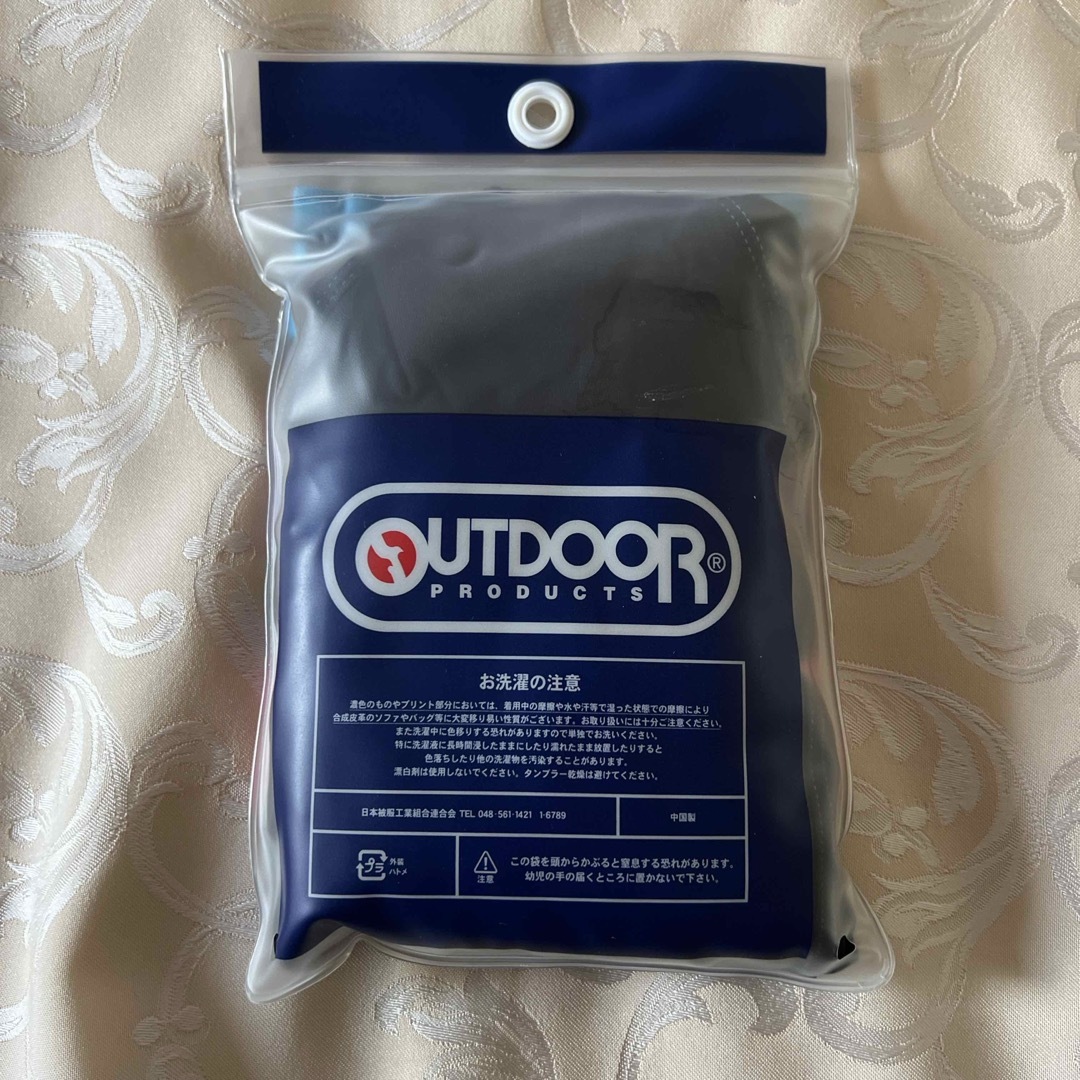 OUTDOOR®
PRODUCTS
お洗濯の注意
濃色のものやプリント部分においては、着用中の摩擦や水や汗等で湿った状態での摩擦により
合成皮革のソファやバッグ等に大変移り易い性質がございます。お取り扱いには十分ご注意ください。
また洗濯中に色移りする恐れがありますので単独でお洗いください。
特に洗濯液に長時間浸したままにしたり濡れたまま放置したりすると
色落ちしたり他の洗濯物を汚染することがあります。
漂白剤は使用しないでください。タンブラー乾燥は避けてください。
日本被服工業組合連合会 TEL 048-561-1421 1-6789
中国製
プラ
外装
ハトメ
注意
この袋を頭からかぶると窒息する恐れがあります。
幼児の手の届くところに置かないで下さい。